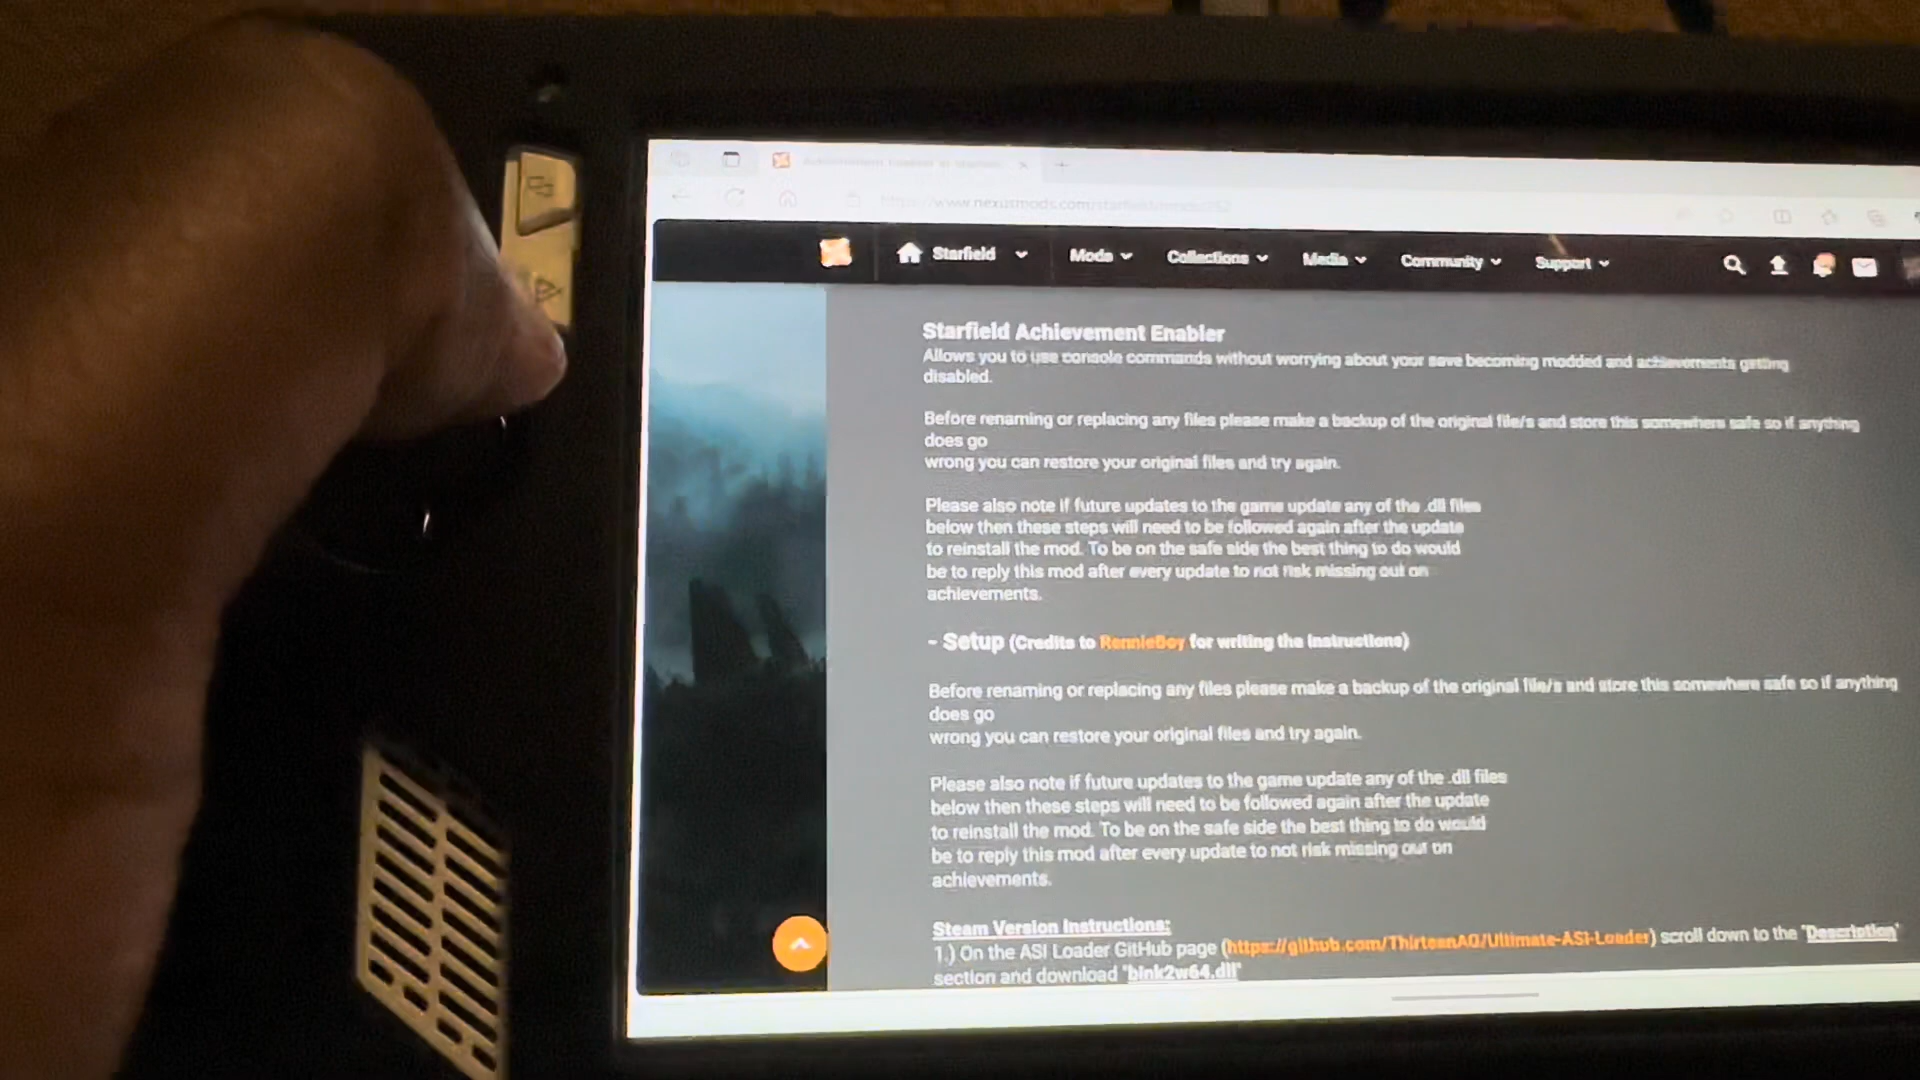 Starfield
Mods
Collections
Media
Community
Support
Starfield Achievement Enabler
Allows you to use console commands without worrying about your save becoming modded and achievements getting
disabled.
Before renaming or replacing any files please make a backup of the original file/s and store this somewhere safe so if anything
does go
wrong you can restore your original files and try again.
Please also note if future updates to the game update any of the .dll files
below then these steps will need to be followed again after the update
to reinstall the mod. To be on the safe side the best thing to do would
be to reply this mod after every update to not risk missing out on
achievements.
- Setup (Credits to RennieBoy for writing the instructions)
Before renaming or replacing any files please make a backup of the original file/s and store this somewhere safe so if anything
does go
wrong you can restore your original files and try again.
Please also note if future updates to the game update any of the .dll files
below then these steps will need to be followed again after the update
to reinstall the mod. To be on the safe side the best thing to do would
be to reply this mod after every update to not risk missing out on
achievements.
Steam Version Instructions:
1.) On the ASI Loader GitHub page (https://github.com/ThirteenAG/Ultimate-ASI-Loader) scroll down to the "Description"
section and download "bink2w64.dll"